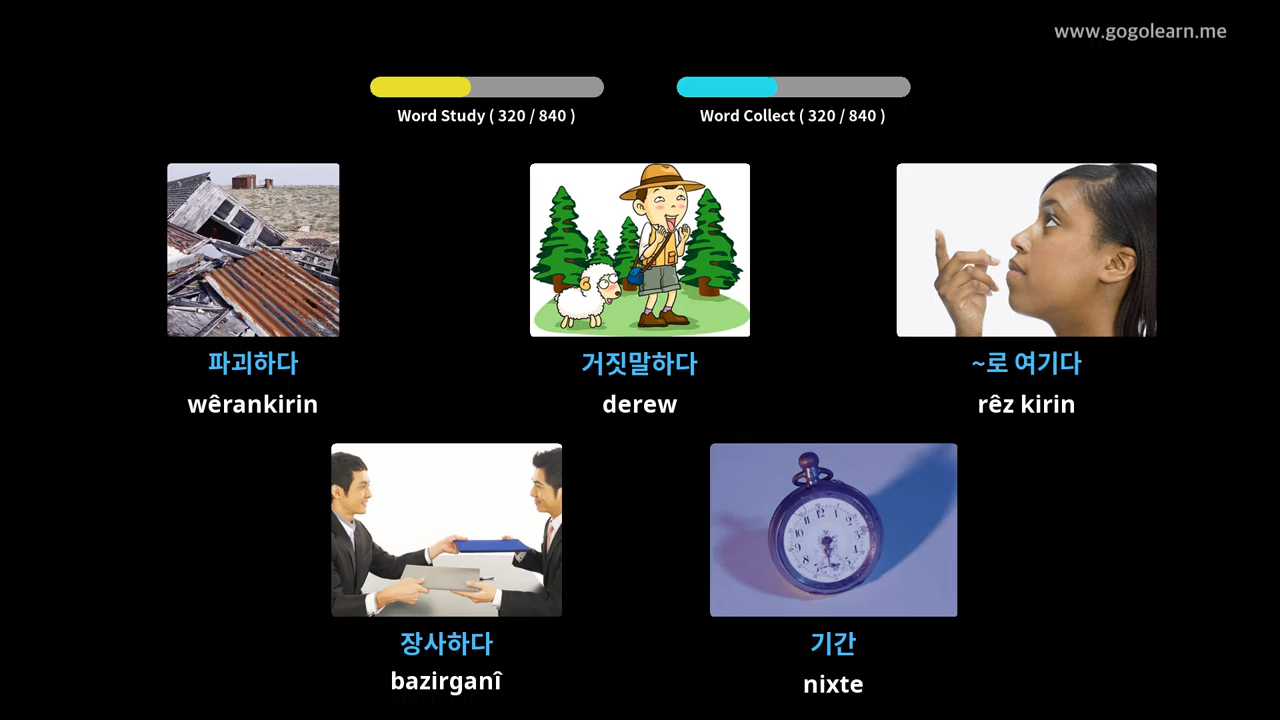 www.gogolearn.me
Word Study ( 320 / 840 )
Word Collect ( 320 / 840 )
파괴하다
wêrankirin
거짓말하다
derew
~로 여기다
rêz kirin
장사하다
bazirganî
기간
nixte